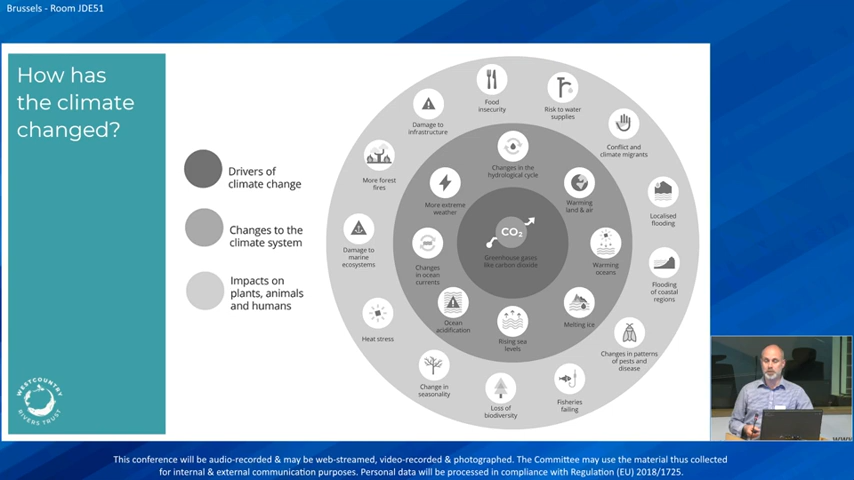 Brussels - Room JDE51
How has
the climate
changed?
Drivers of
climate change
Changes to the
climate system
Impacts on
plants, animals
and humans
Food
insecurity
Risk to water
supplies
Damage to
infrastructure
Conflict and
climate migrants
More forest
fires
Localised
flooding
Damage to
marine
ecosystems
Flooding
of coastal
regions
Heat stress
Changes in patterns
of pests and
disease
Change in
seasonality
Loss of
biodiversity
Fisheries
failing
Changes in the
hydrological cycle
More extreme
weather
Warming
land & air
Changes
in ocean
currents
Warming
oceans
Ocean
acidification
Rising sea
levels
Melting ice
CO₂
Greenhouse gases
like carbon dioxide
WESTCOUNTRY
RIVERS TRUST
www
This conference will be audio-recorded & may be web-streamed, video-recorded & photographed. The Committee may use the material thus collected
for internal & external communication purposes. Personal data will be processed in compliance with Regulation (EU) 2018/1725.